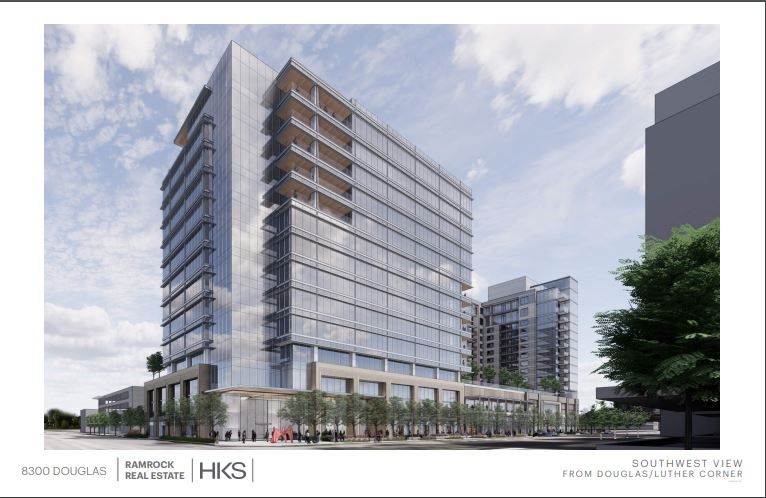 8300 DOUGLAS
RAMROCK
REAL ESTATE
HKS
SOUTHWEST VIEW
FROM DOUGLAS/LUTHER CORNER